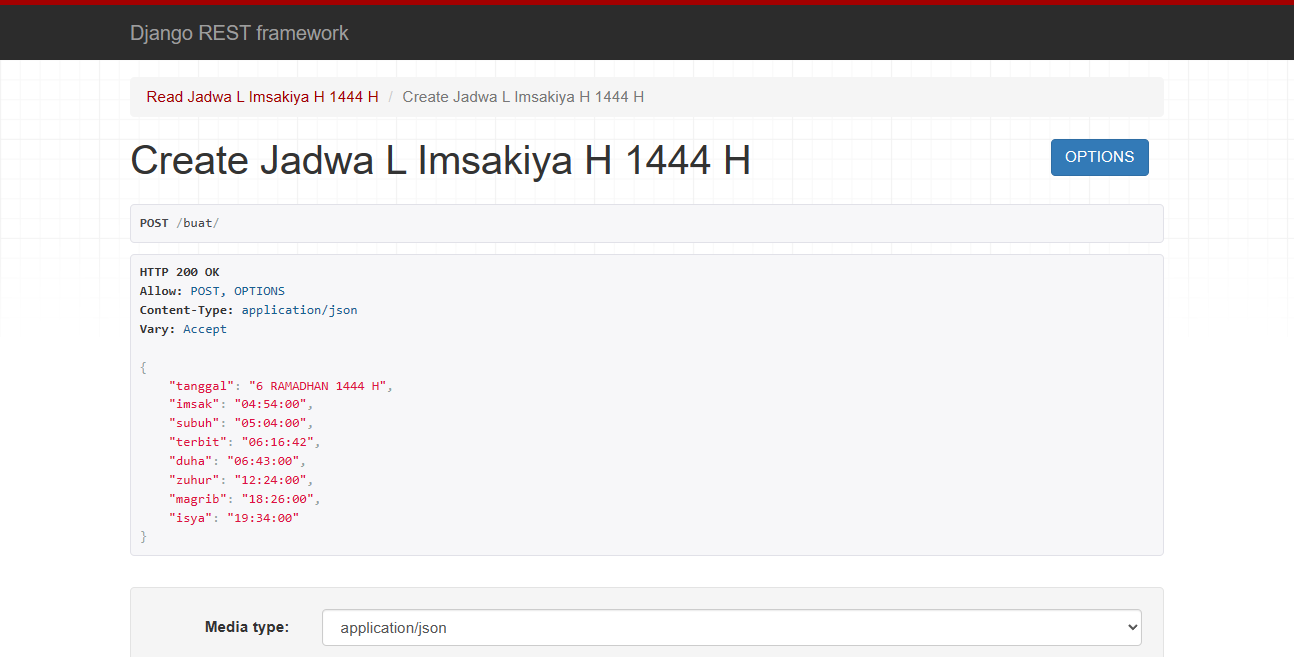 Django REST framework
Read Jadwa L Imsakiya H 1444 H / Create Jadwa L Imsakiya H 1444 H
Create Jadwa L Imsakiya H 1444 H
OPTIONS
POST /buat/
HTTP 200 OK
Allow: POST, OPTIONS
Content-Type: application/json
Vary: Accept
{
    "tanggal": "6 RAMADHAN 1444 H",
    "imsak": "04:54:00",
    "subuh": "05:04:00",
    "terbit": "06:16:42",
    "duha": "06:43:00",
    "zuhur": "12:24:00",
    "magrib": "18:26:00",
    "isya": "19:34:00"
}
Media type: application/json